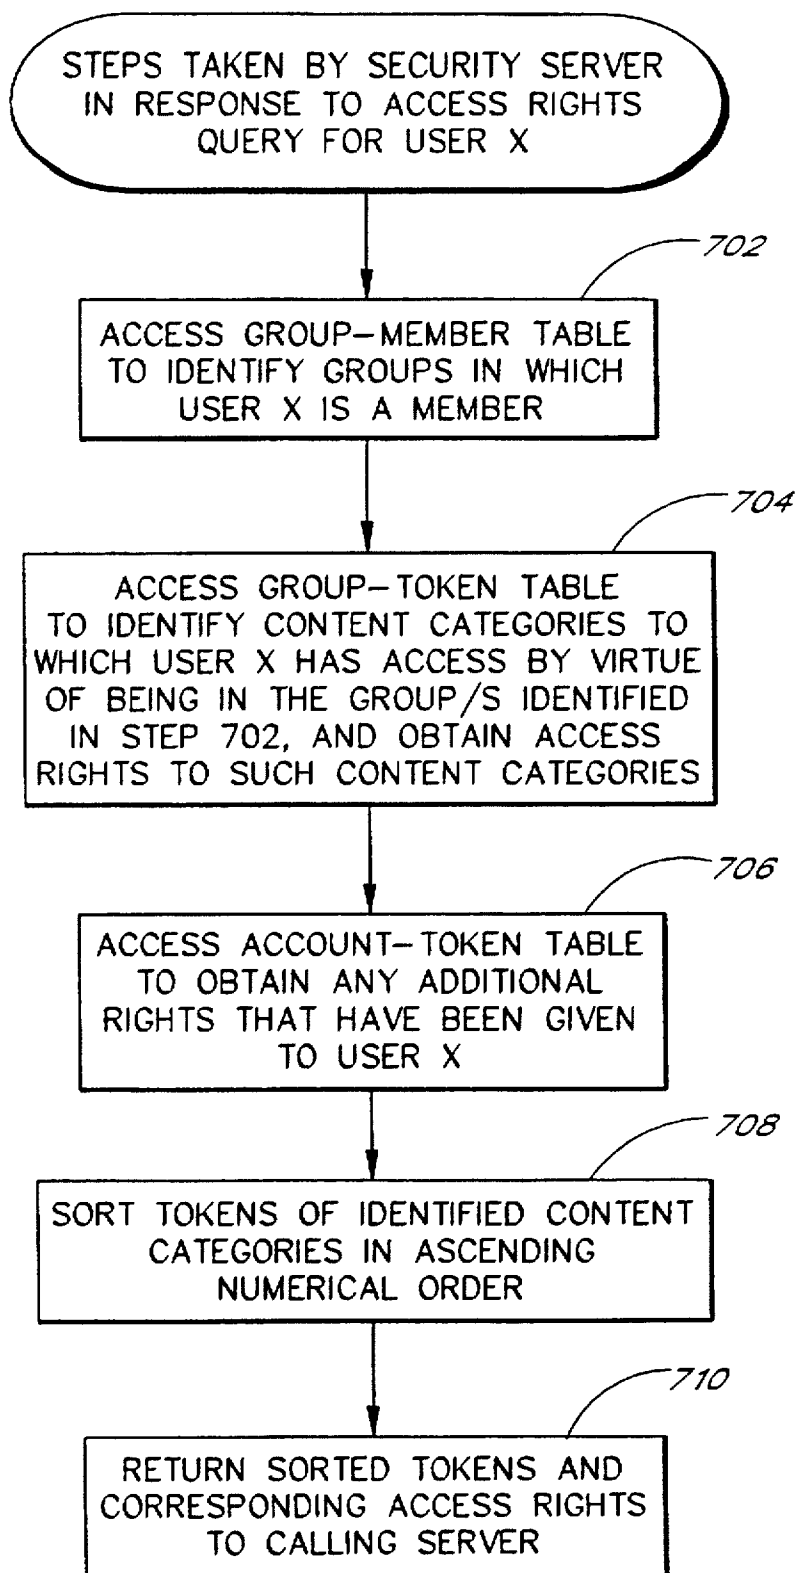 STEPS TAKEN BY SECURITY SERVER
IN RESPONSE TO ACCESS RIGHTS
QUERY FOR USER X
702
ACCESS GROUP-MEMBER TABLE
TO IDENTIFY GROUPS IN WHICH
USER X IS A MEMBER
704
ACCESS GROUP-TOKEN TABLE
TO IDENTIFY CONTENT CATEGORIES TO
WHICH USER X HAS ACCESS BY VIRTUE
OF BEING IN THE GROUP/S IDENTIFIED
IN STEP 702, AND OBTAIN ACCESS
RIGHTS TO SUCH CONTENT CATEGORIES
706
ACCESS ACCOUNT-TOKEN TABLE
TO OBTAIN ANY ADDITIONAL
RIGHTS THAT HAVE BEEN GIVEN
TO USER X
708
SORT TOKENS OF IDENTIFIED CONTENT
CATEGORIES IN ASCENDING
NUMERICAL ORDER
710
RETURN SORTED TOKENS AND
CORRESPONDING ACCESS RIGHTS
TO CALLING SERVER